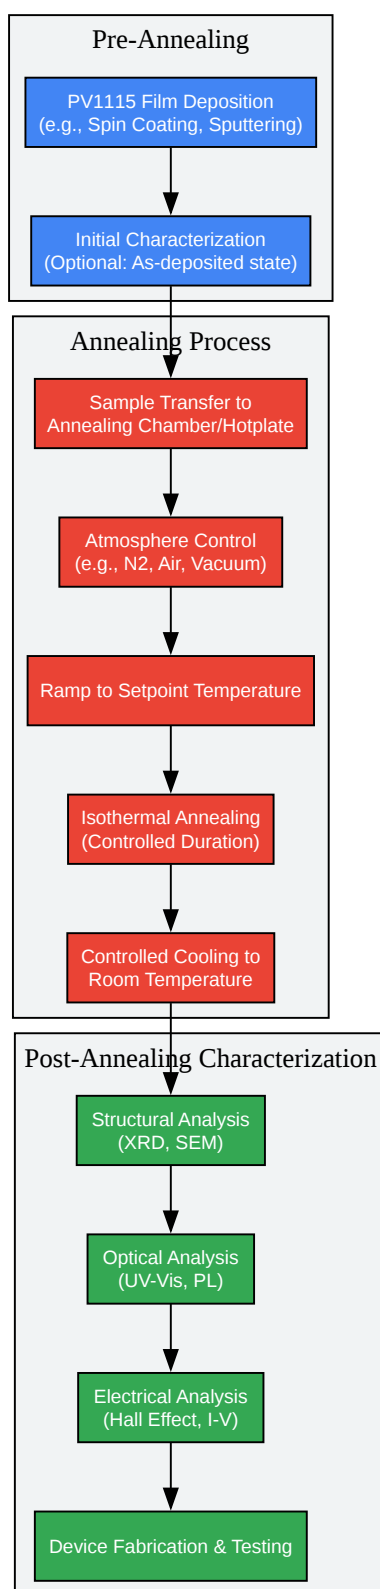 Pre-Annealing
PV1115 Film Deposition
(e.g., Spin Coating, Sputtering)
Initial Characterization
(Optional: As-deposited state)
Annealing Process
Sample Transfer to
Annealing Chamber/Hotplate
Atmosphere Control
(e.g., N2, Air, Vacuum)
Ramp to Setpoint Temperature
Isothermal Annealing
(Controlled Duration)
Controlled Cooling to
Room Temperature
Post-Annealing Characterization
Structural Analysis
(XRD, SEM)
Optical Analysis
(UV-Vis, PL)
Electrical Analysis
(Hall Effect, I-V)
Device Fabrication & Testing